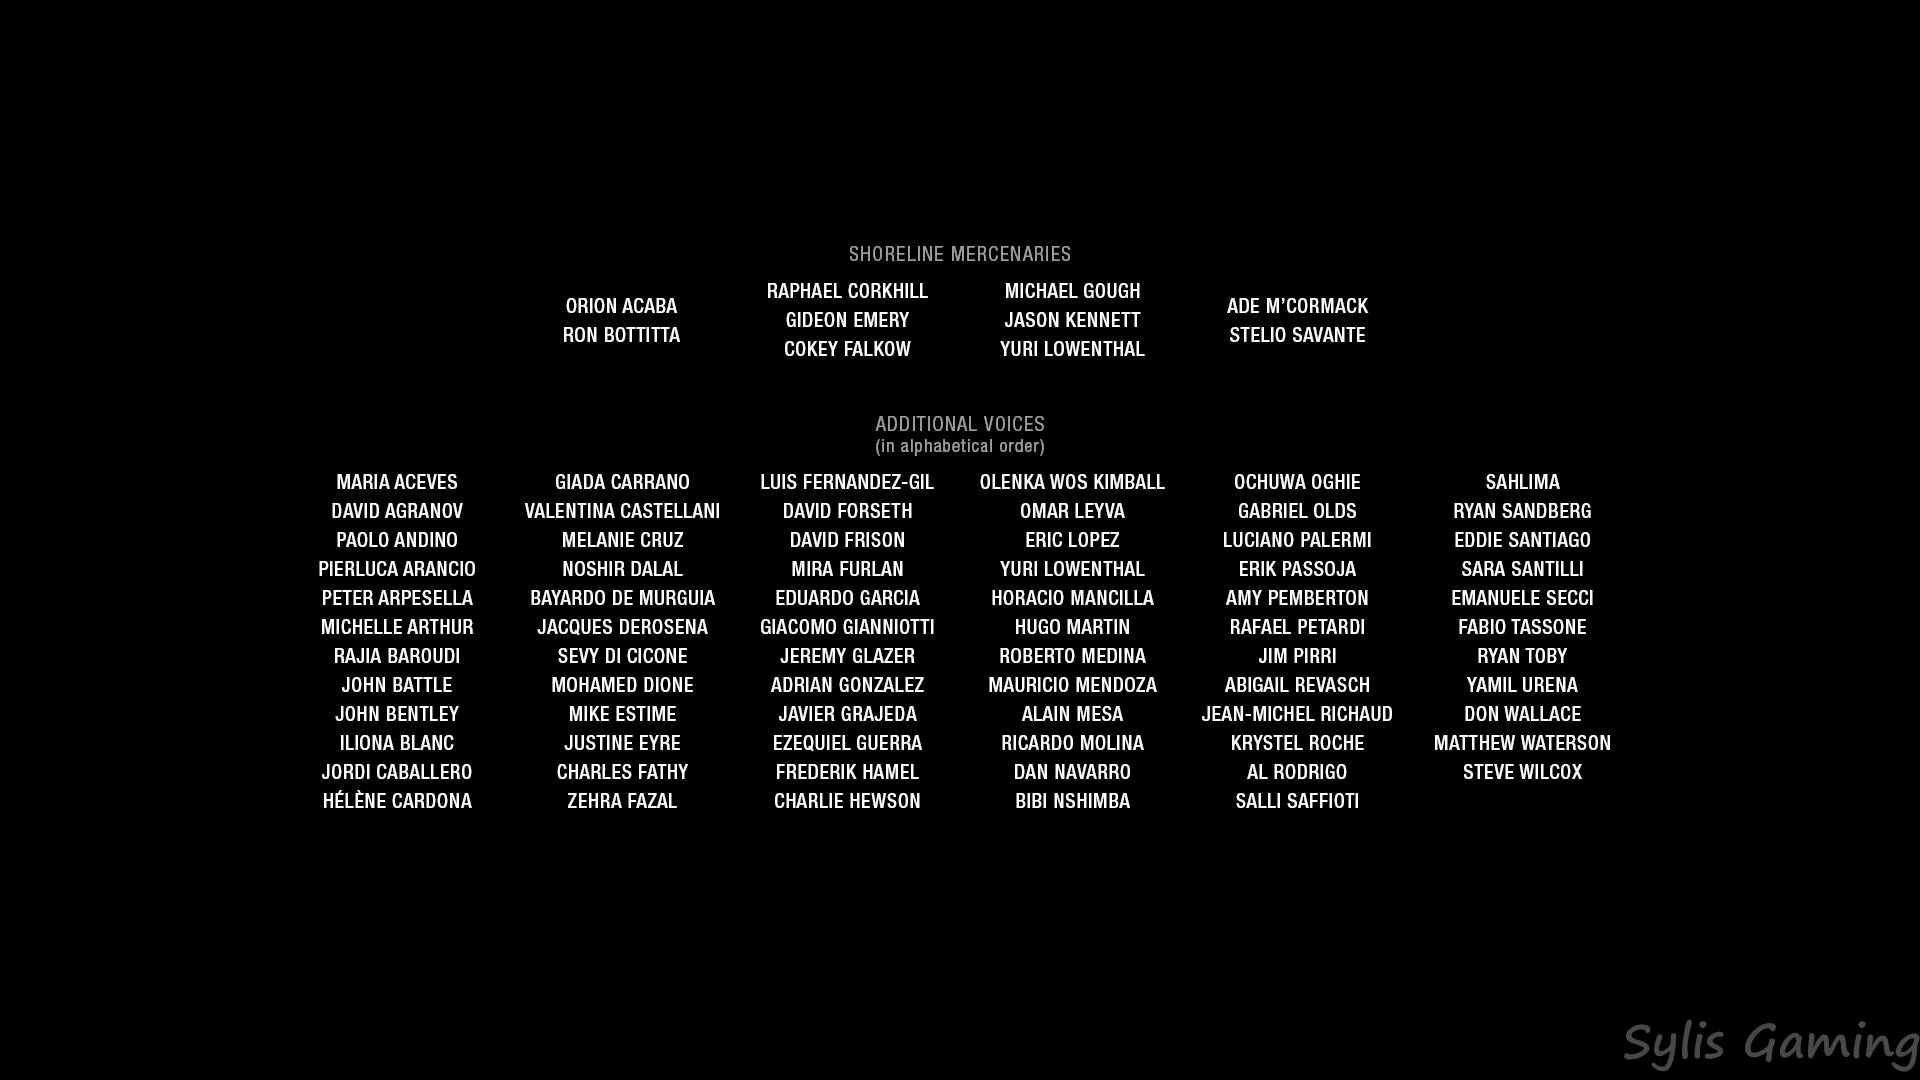 SHORELINE MERCENARIES
ORION ACABA
RON BOTTITTA
RAPHAEL CORKHILL
GIDEON EMERY
COKEY FALKOW
MICHAEL GOUGH
JASON KENNETT
YURI LOWENTHAL
ADE M’CORMACK
STELIO SAVANTE
ADDITIONAL VOICES
(in alphabetical order)
MARIA ACEVES
DAVID AGRANOV
PAOLO ANDINO
PIERLUCA ARANCIO
PETER ARPESELLA
MICHELLE ARTHUR
RAJIA BAROUDI
JOHN BATTLE
JOHN BENTLEY
ILIONA BLANC
JORDI CABALLERO
HÉLÈNE CARDONA
GIADA CARRANO
VALENTINA CASTELLANI
MELANIE CRUZ
NOSHIR DALAL
BAYARDO DE MURGUIA
JACQUES DEROSENA
SEVY DI CICONE
MOHAMED DIONE
MIKE ESTIME
JUSTINE EYRE
CHARLES FATHY
ZEHRA FAZAL
LUIS FERNANDEZ-GIL
DAVID FORSETH
DAVID FRISON
MIRA FURLAN
EDUARDO GARCIA
GIACOMO GIANNIOTTI
JEREMY GLAZER
ADRIAN GONZALEZ
JAVIER GRAJEDA
EZEQUIEL GUERRA
FREDERIK HAMEL
CHARLIE HEWSON
OLENKA WOS KIMBALL
OMAR LEYVA
ERIC LOPEZ
YURI LOWENTHAL
HORACIO MANCILLA
HUGO MARTIN
ROBERTO MEDINA
MAURICIO MENDOZA
ALAIN MESA
RICARDO MOLINA
DAN NAVARRO
BIBI NSHIMBA
OCHUWA OGHIE
GABRIEL OLDS
LUCIANO PALERMI
ERIK PASSOJA
AMY PEMBERTON
RAFAEL PETARDI
JIM PIRRI
ABIGAIL REVASCH
JEAN-MICHEL RICHAUD
KRYSTEL ROCHE
AL RODRIGO
SALLI SAFFIOTI
SAHLIMA
RYAN SANDBERG
EDDIE SANTIAGO
SARA SANTILLI
EMANUELE SECCI
FABIO TASSONE
RYAN TOBY
YAMIL URENA
DON WALLACE
MATTHEW WATERSON
STEVE WILCOX
Sylis Gaming